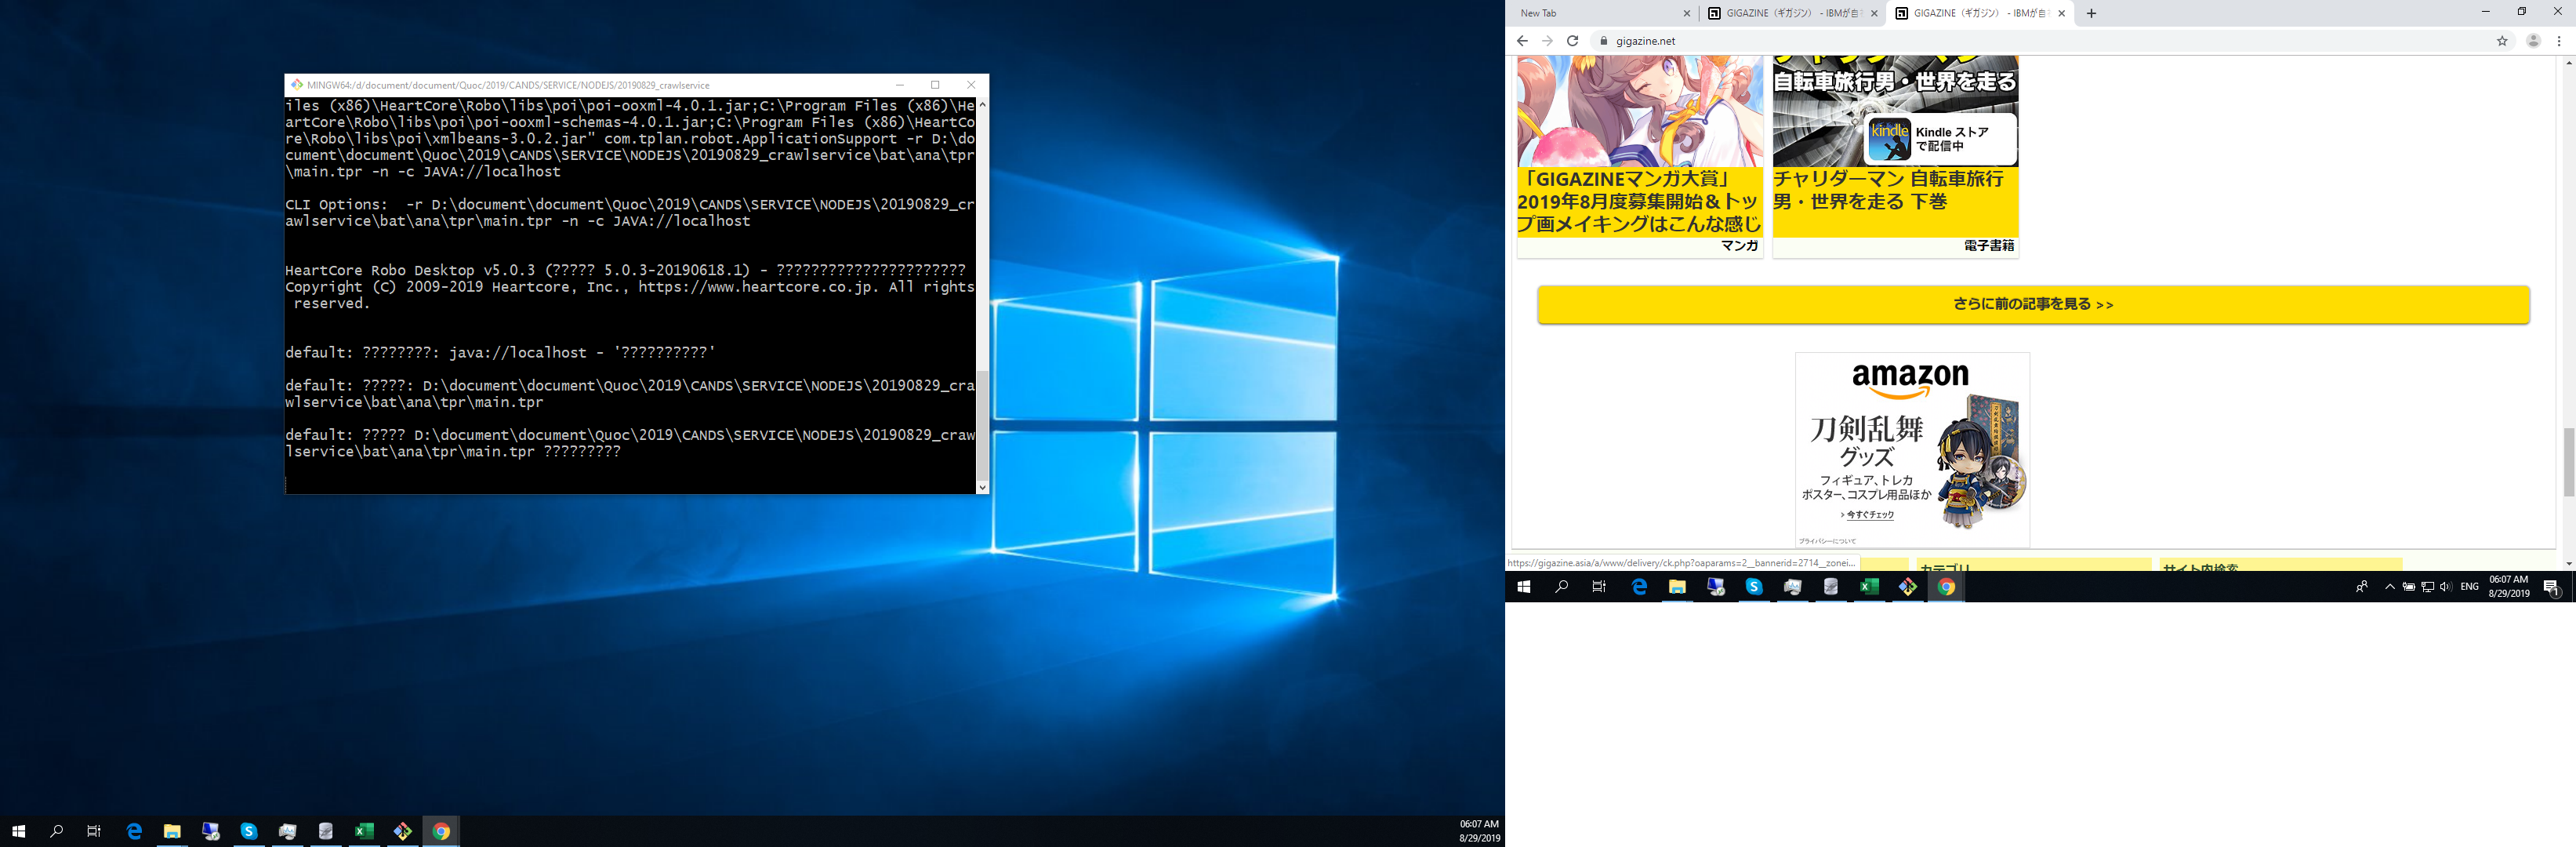 MINGW64:/d/document/document/Quoc/2019/CANDS/SERVICE/NODEJS/20190829_crawlservice
iles (x86)\HeartCore\Robo\libs\poi\poi-ooxml-4.0.1.jar;C:\Program Files (x86)\He
artCore\Robo\libs\poi\poi-ooxml-schemas-4.0.1.jar;C:\Program Files (x86)\HeartCo
re\Robo\libs\poi\xmlbeans-3.0.2.jar" com.tplan.robot.ApplicationSupport -r D:\do
cument\document\Quoc\2019\CANDS\SERVICE\NODEJS\20190829_crawlservice\bat\ana\tpr
\main.tpr -n -c JAVA://localhost
CLI Options:  -r D:\document\document\Quoc\2019\CANDS\SERVICE\NODEJS\20190829_cr
awlservice\bat\ana\tpr\main.tpr -n -c JAVA://localhost
HeartCore Robo Desktop v5.0.3 (????? 5.0.3-20190618.1) - ??????????????????????
Copyright (C) 2009-2019 Heartcore, Inc., https://www.heartcore.co.jp. All rights
 reserved.
default: ????????: java://localhost - '??????????'
default: ?????: D:\document\document\Quoc\2019\CANDS\SERVICE\NODEJS\20190829_cra
wlservice\bat\ana\tpr\main.tpr
default: ????? D:\document\document\Quoc\2019\CANDS\SERVICE\NODEJS\20190829_craw
lservice\bat\ana\tpr\main.tpr ?????????
06:07 AM
8/29/2019
New Tab
GIGAZINE（ギガジン） - IBMが自
GIGAZINE（ギガジン） - IBMが自
gigazine.net
自転車旅行男・世界を走る
kindle
Kindle ストア
で配信中
「GIGAZINEマンガ大賞」
2019年8月度募集開始＆トッ
プ画メイキングはこんな感じ
マンガ
チャリダーマン 自転車旅行
男・世界を走る 下巻
電子書籍
さらに前の記事を見る >>
amazon
刀剣乱舞
グッズ
フィギュア、トレカ
ポスター、コスプレ用品ほか
> 今すぐチェック
プライバシーについて
https://gigazine.asia/a/www/delivery/ck.php?oaparams=2__bannerid=2714__zonei...
カテゴリ
サイト内検索
ENG
06:07 AM
8/29/2019
1